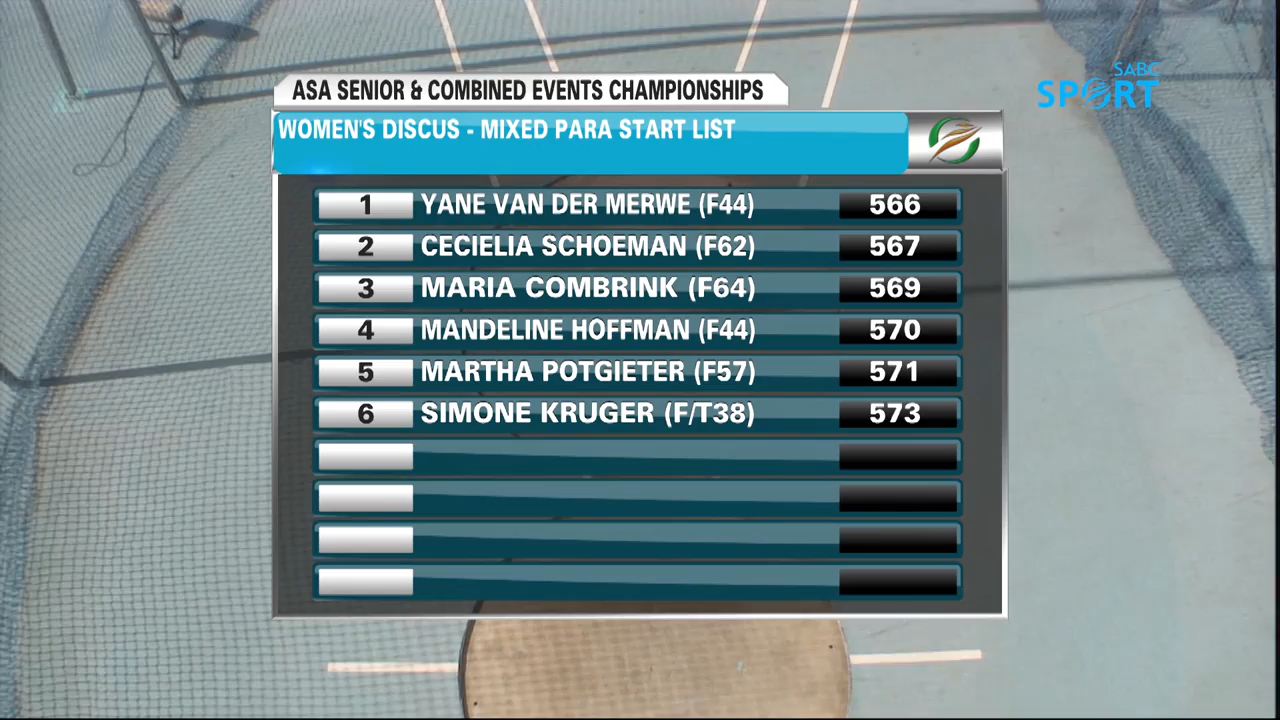 SABC
SPORT
ASA SENIOR & COMBINED EVENTS CHAMPIONSHIPS
WOMEN'S DISCUS - MIXED PARA START LIST
1 YANE VAN DER MERWE (F44) 566
2 CECIELIA SCHOEMAN (F62) 567
3 MARIA COMBRINK (F64) 569
4 MANDELINE HOFFMAN (F44) 570
5 MARTHA POTGIETER (F57) 571
6 SIMONE KRUGER (F/T38) 573